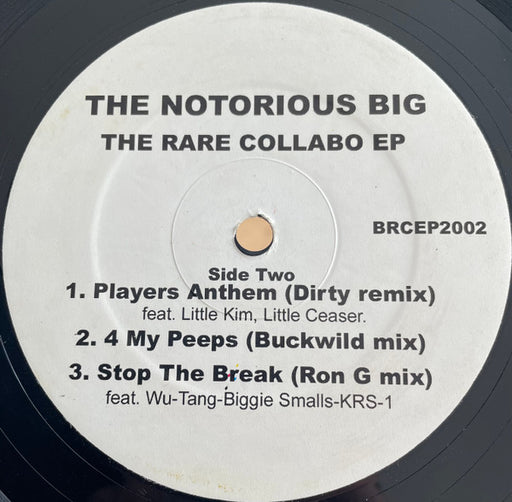 THE NOTORIOUS BIG
THE RARE COLLABO EP
BRCEP2002
Side Two
1. Players Anthem (Dirty remix)
feat. Little Kim, Little Ceaser.
2. 4 My Peeps (Buckwild mix)
3. Stop The Break (Ron G mix)
feat. Wu-Tang-Biggie Smalls-KRS-1